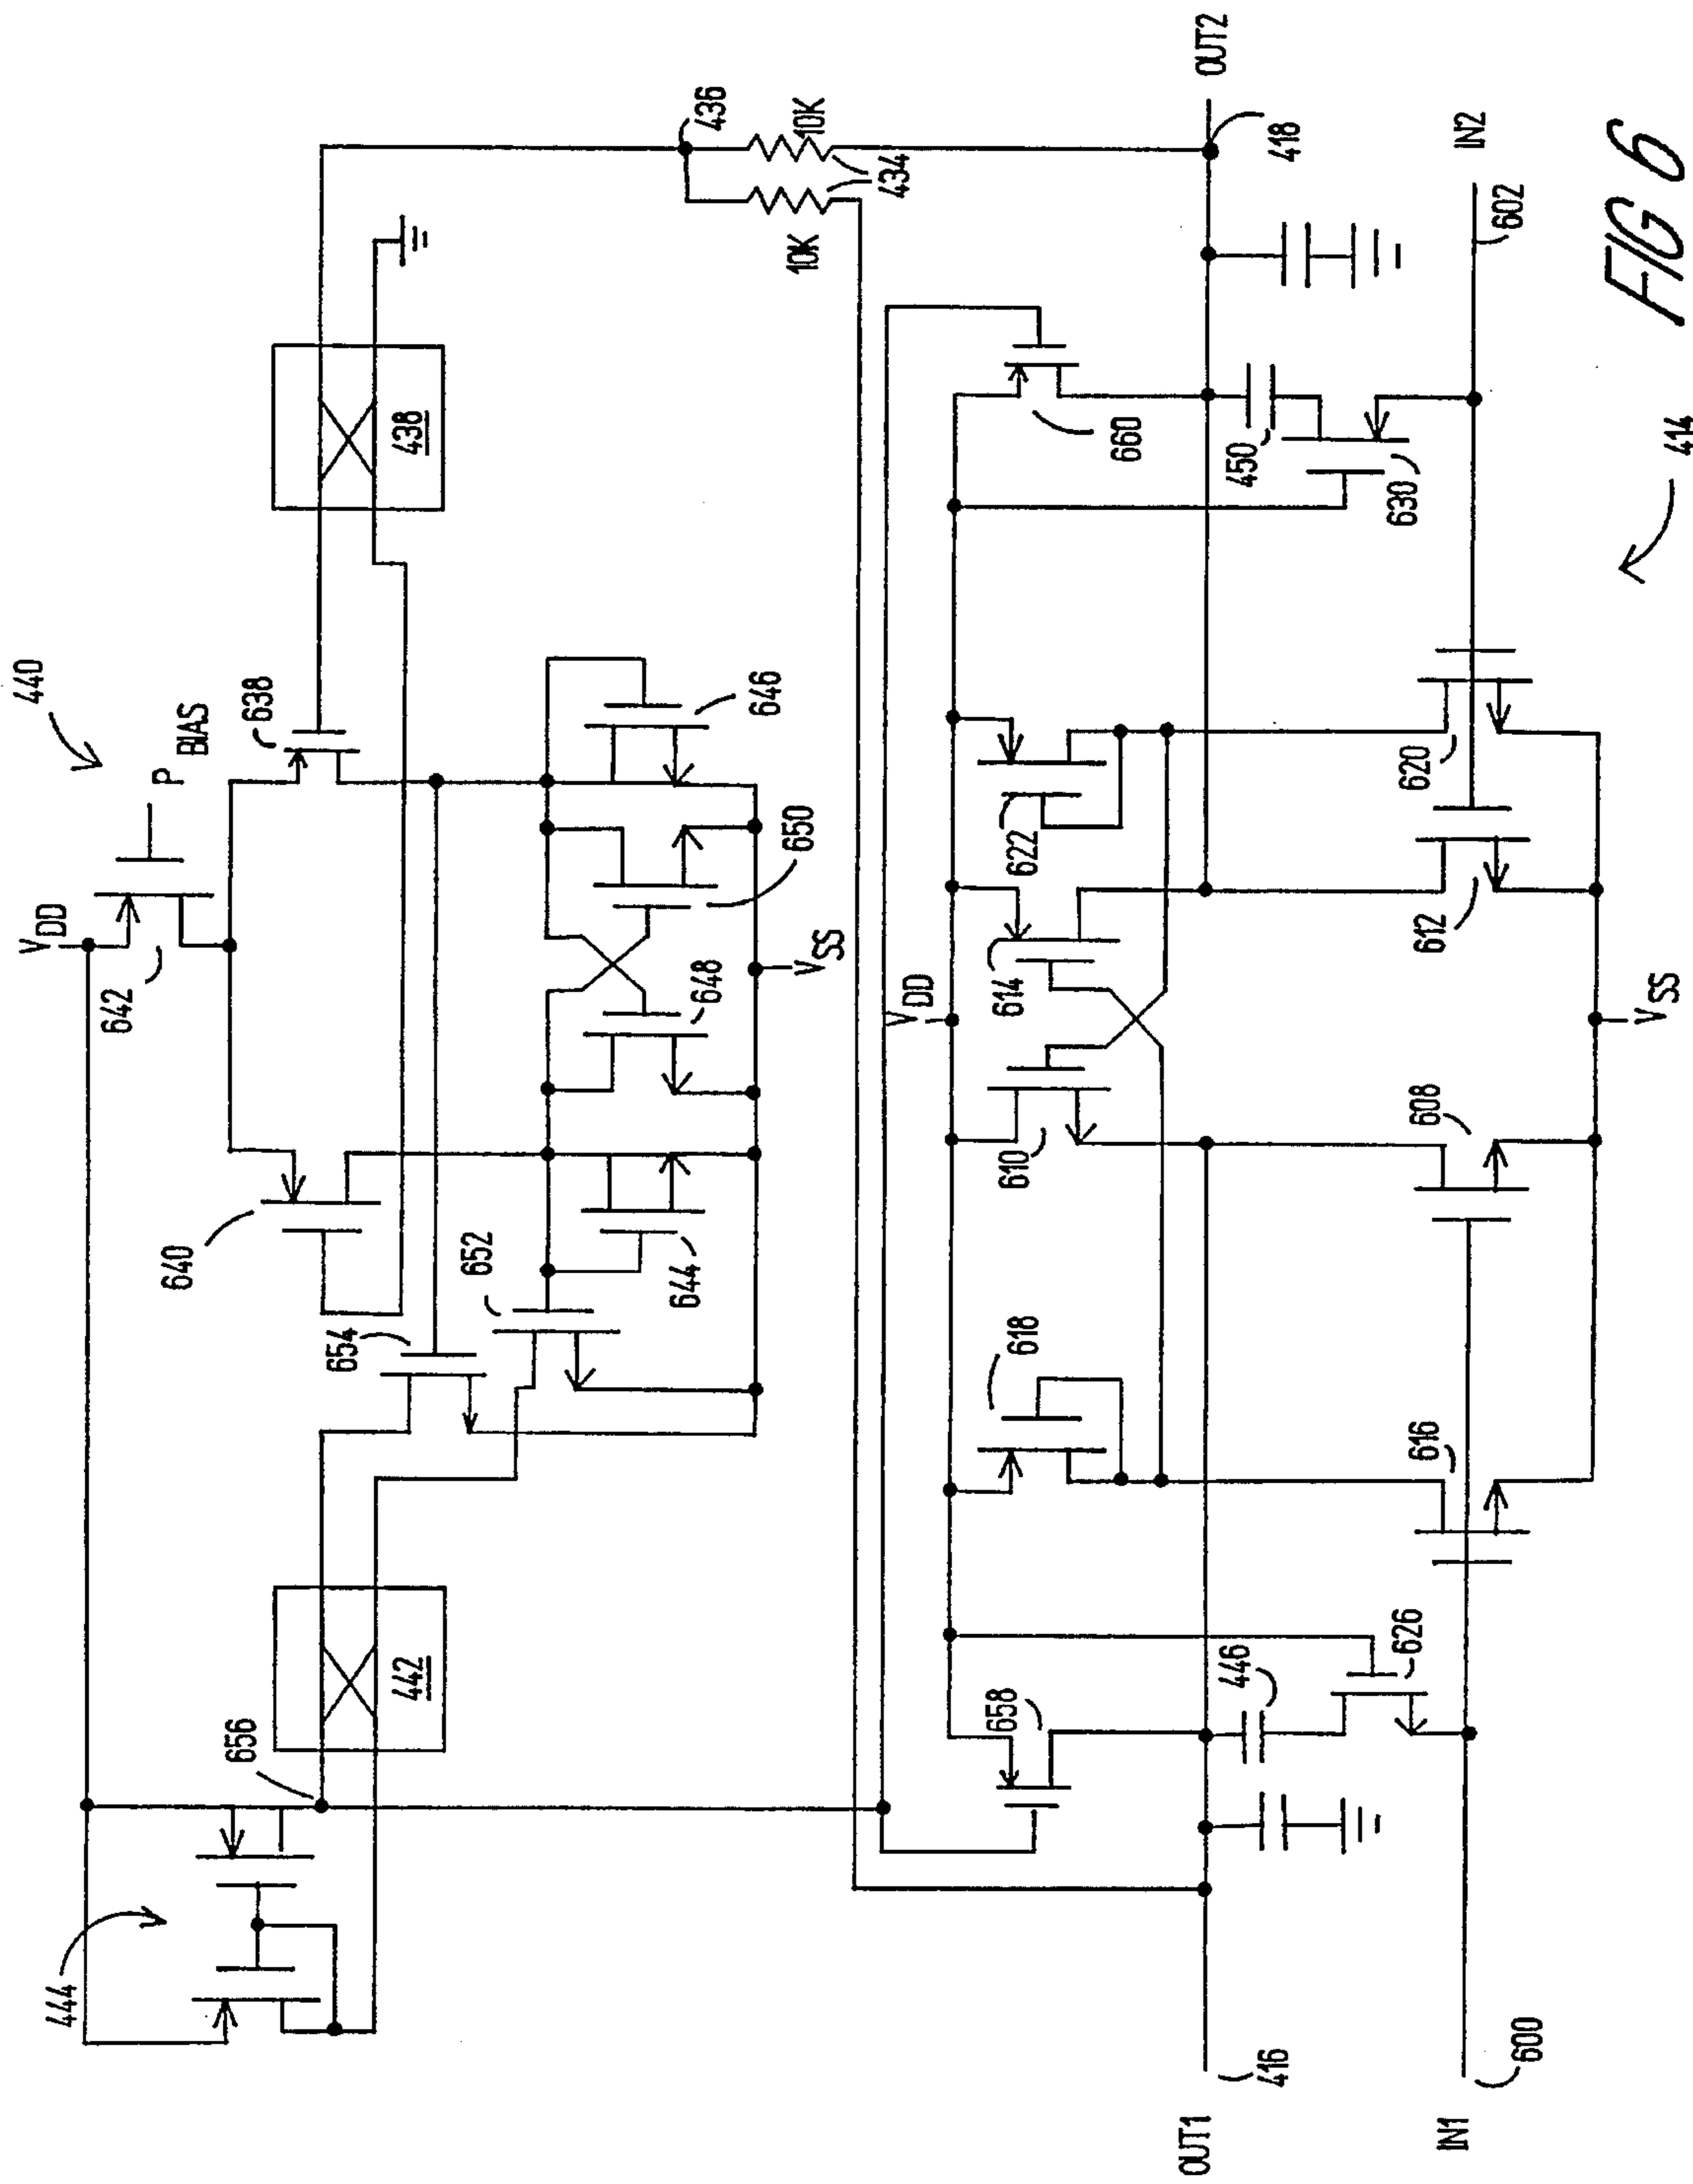 440
V DD
642
P BIAS
638
640
444
656
442
654
652
644
648
650
646
V SS
438
436
10K
10K
434
V DD
658
618
610
614
622
660
446
626
450
630
OUT1
416
OUT2
418
616
608
612
620
V SS
IN1
600
IN2
602
414
FIG 6